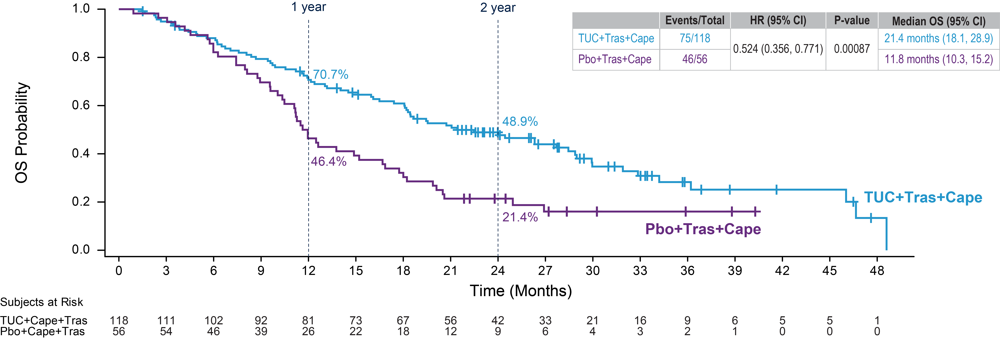 1 year
2 year
Events/Total HR (95% CI) P-value Median OS (95% CI)
TUC+Tras+Cape 75/118 0.524 (0.356, 0.771) 0.00087 21.4 months (18.1, 28.9)
Pbo+Tras+Cape 46/56 11.8 months (10.3, 15.2)
OS Probability
1.0
0.8
0.6
0.4
0.2
0.0
70.7%
48.9%
46.4%
21.4%
TUC+Tras+Cape
Pbo+Tras+Cape
0 3 6 9 12 15 18 21 24 27 30 33 36 39 42 45 48
Time (Months)
Subjects at Risk
TUC+Cape+Tras 118 111 102 92 81 73 67 56 42 33 21 16 9 6 5 5 1
Pbo+Cape+Tras 56 54 46 39 26 22 18 12 9 6 4 3 2 1 0 0 0